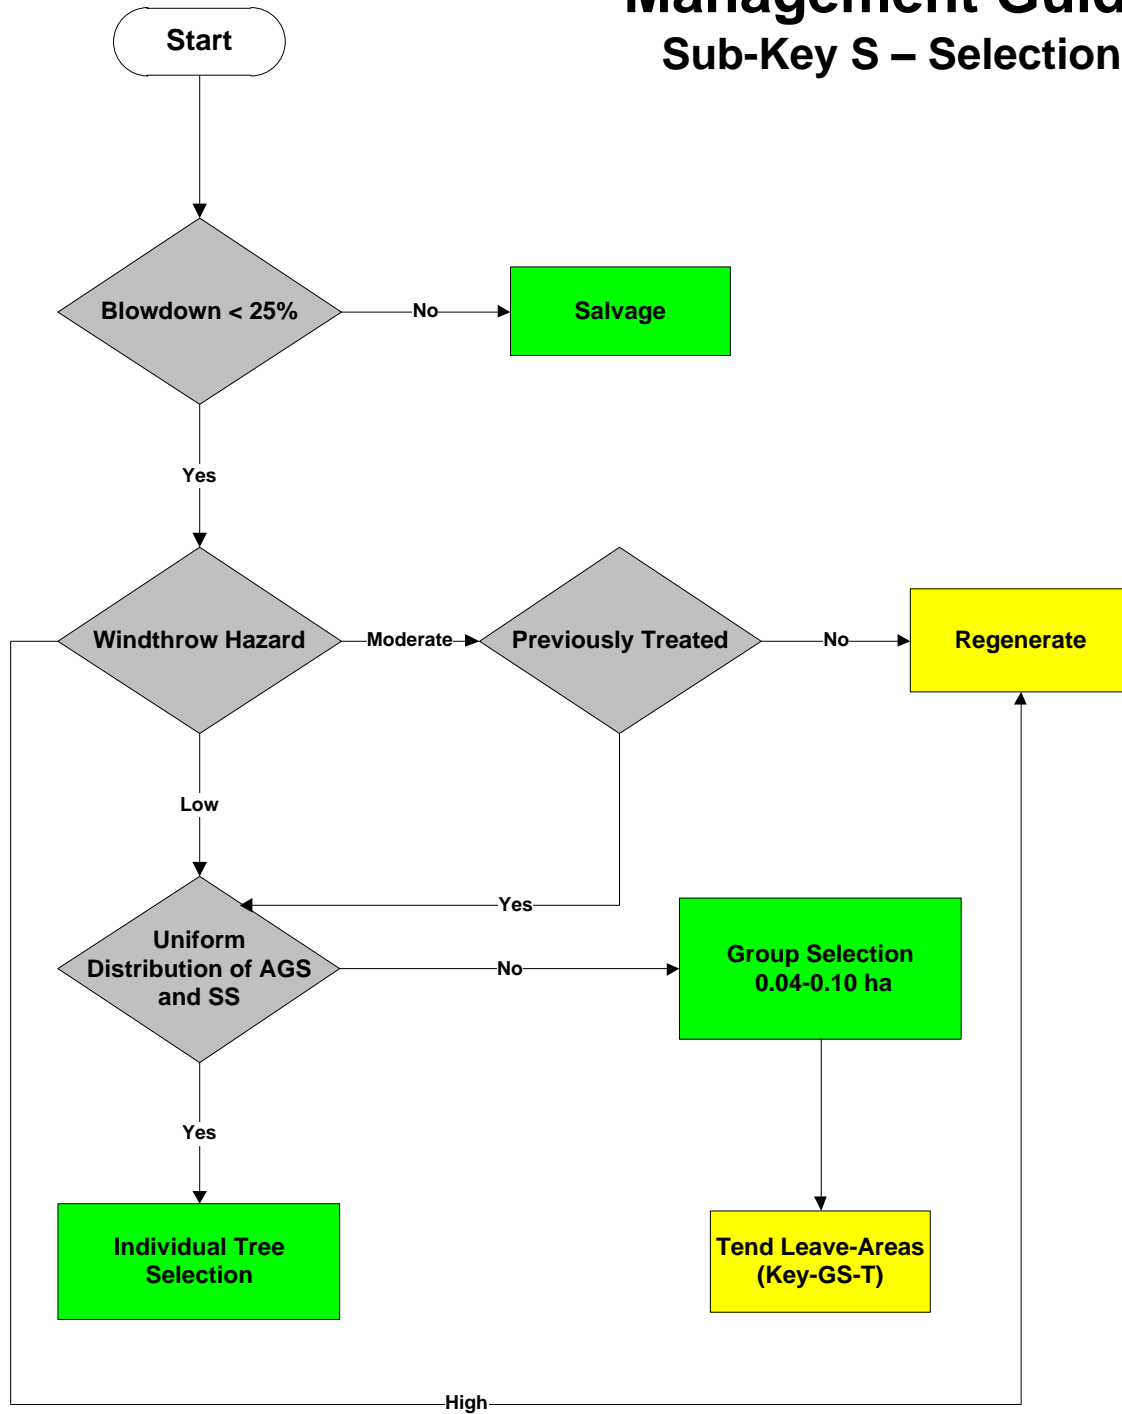 Management Guid
Sub-Key S – Selection
Start
Blowdown < 25%
No
Salvage
Yes
Windthrow Hazard
Moderate
Previously Treated
No
Regenerate
Low
Yes
Uniform
Distribution of AGS
and SS
No
Group Selection
0.04-0.10 ha
Yes
Individual Tree
Selection
Tend Leave-Areas
(Key-GS-T)
High